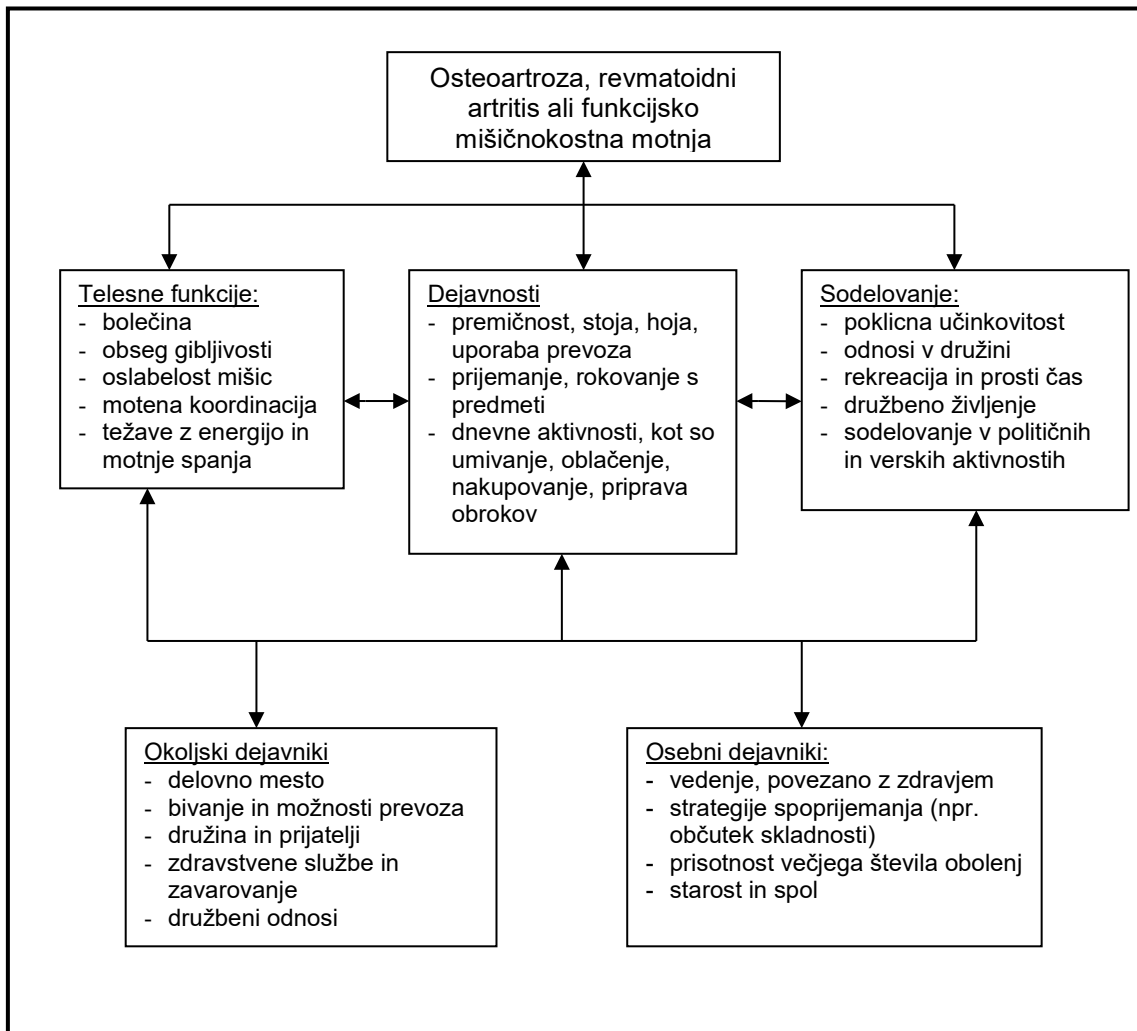 Osteoartroza, revmatoidni
artritis ali funkcijsko
mišičnokostna motnja
Telesne funkcije:
- bolečina
- obseg gibljivosti
- oslabelost mišic
- motena koordinacija
- težave z energijo in
motnje spanja
Dejavnosti
- premičnost, stoja, hoja,
uporaba prevoza
- prijemanje, rokovanje s
predmeti
- dnevne aktivnosti, kot so
umivanje, oblačenje,
nakupovanje, priprava
obrokov
Sodelovanje:
- poklicna učinkovitost
- odnosi v družini
- rekreacija in prosti čas
- družbeno življenje
- sodelovanje v političnih
in verskih aktivnostih
Okoljski dejavniki
- delovno mesto
- bivanje in možnosti prevoza
- družina in prijatelji
- zdravstvene službe in
zavarovanje
- družbeni odnosi
Osebni dejavniki:
- vedenje, povezano z zdravjem
- strategije spoprijemanja (npr.
občutek skladnosti)
- prisotnost večjega števila obolenj
- starost in spol